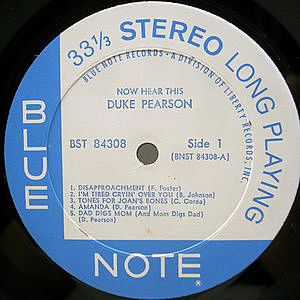 33 1/3 STEREO LONG PLAYING
BLUE NOTE RECORDS • A DIVISION OF LIBERTY RECORDS, INC.
NOW HEAR THIS
DUKE PEARSON
BST 84308 Side 1
(BNST 84308-A)
1. DISAPPROACHMENT (F. Foster)
2. I'M TIRED CRYIN' OVER YOU (B. Johnson)
3. TONES FOR JOAN'S BONES (C. Corea)
4. AMANDA (D. Pearson)
5. DAD DIGS MOM (And Mom Digs Dad)
(D. Pearson)
BLUE
NOTE®